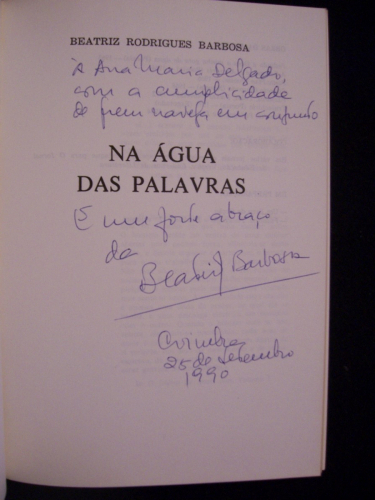 BEATRIZ RODRIGUES BARBOSA
À Ana Maria Delgado,
com a cumplicidade
de quem navega em conjunto
NA ÁGUA
DAS PALAVRAS
E um forte abraço
da
Beatriz Barbosa
Coimbra
25 de Setembro
1990